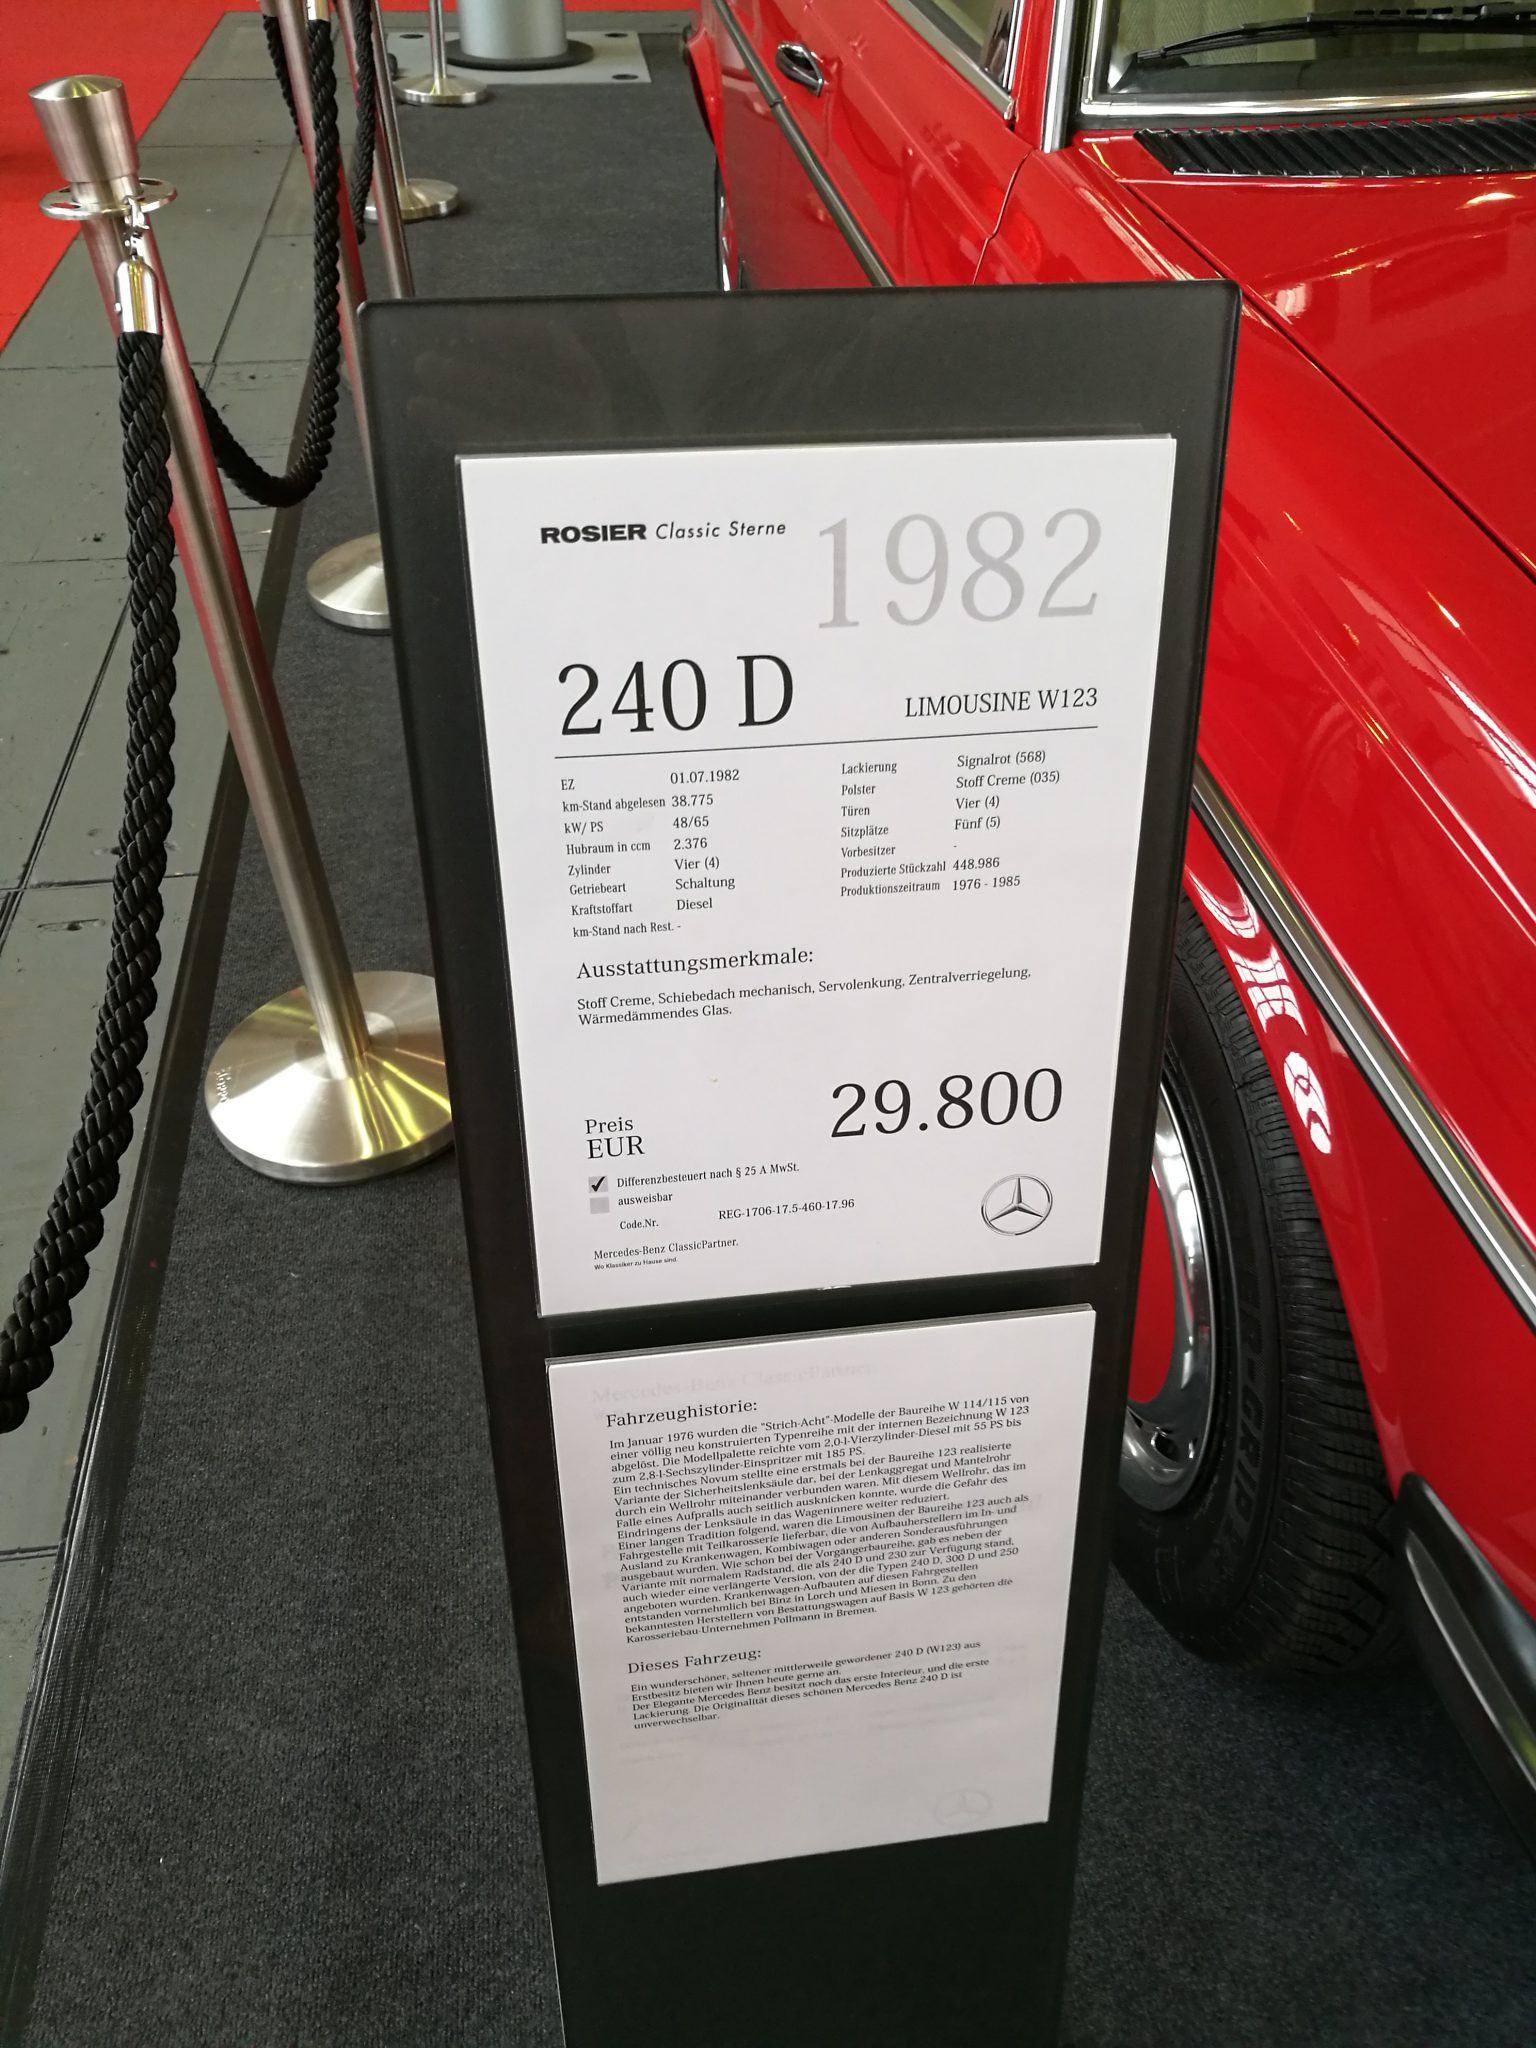 ROSIER Classic Sterne
1982
240 D
LIMOUSINE W123
EZ 01.07.1982
km-Stand abgelesen 38.775
kW/ PS 48/65
Hubraum in ccm 2.376
Zylinder Vier (4)
Getriebeart Schaltung
Kraftstoffart Diesel
km-Stand nach Rest. -
Lackierung Signalrot (568)
Polster Stoff Creme (035)
Türen Vier (4)
Sitzplätze Fünf (5)
Vorbesitzer -
Produzierte Stückzahl 448.986
Produktionszeitraum 1976 - 1985
Ausstattungsmerkmale:
Stoff Creme, Schiebedach mechanisch, Servolenkung, Zentralverriegelung,
Wärmedämmendes Glas.
Preis
EUR
29.800
Differenzbesteuert nach § 25 A MwSt.
ausweisbar
Code.Nr. REG-1706-17.5-460-17.96
Mercedes-Benz ClassicPartner.
Wo Klassiker zu Hause sind.
Fahrzeughistorie:
Im Januar 1976 wurden die "Strich-Acht"-Modelle der Baureihe W 114/115 von
einer völlig neu konstruierten Typenreihe mit der internen Bezeichnung W 123
abgelöst. Die Modellpalette reichte vom 2,0-l-Vierzylinder-Diesel mit 55 PS bis
zum 2,8-l-Sechszylinder-Einspritzer mit 185 PS.
Ein technisches Novum stellte eine erstmals bei der Baureihe 123 realisierte
Variante der Sicherheitslenksäule dar, bei der Lenkaggregat und Mantelrohr
durch ein Wellrohr miteinander verbunden waren. Mit diesem Wellrohr, das im
Falle eines Aufpralls auch seitlich ausknicken konnte, wurde die Gefahr des
Eindringens der Lenksäule in das Wageninnere weiter reduziert.
Einer langen Tradition folgend, waren die Limousinen der Baureihe 123 auch als
Fahrgestelle mit Teilkarosserie lieferbar, die von Aufbauherstellern im In- und
Ausland zu Krankenwagen, Kombiwagen oder anderen Sonderausführungen
ausgebaut wurden. Wie schon bei der Vorgängerbaureihe, gab es neben der
Variante mit normalem Radstand, die als 240 D und 230 zur Verfügung stand,
auch wieder eine verlängerte Version, von der die Typen 240 D, 300 D und 250
angeboten wurden. Krankenwagen-Aufbauten auf diesen Fahrgestellen
entstanden vornehmlich bei Binz in Lorch und Miesen in Bonn. Zu den
bekanntesten Herstellern von Bestattungswagen auf Basis W 123 gehörten die
Karosseriebau-Unternehmen Pollmann in Bremen.
Dieses Fahrzeug:
Ein wunderschöner, seltener mittlerweile gewordener 240 D (W123) aus
Erstbesitz bieten wir Ihnen heute gerne an.
Der Elegante Mercedes Benz besitzt noch das erste Interieur, und die erste
Lackierung. Die Originalität dieses schönen Mercedes Benz 240 D ist
unverwechselbar.